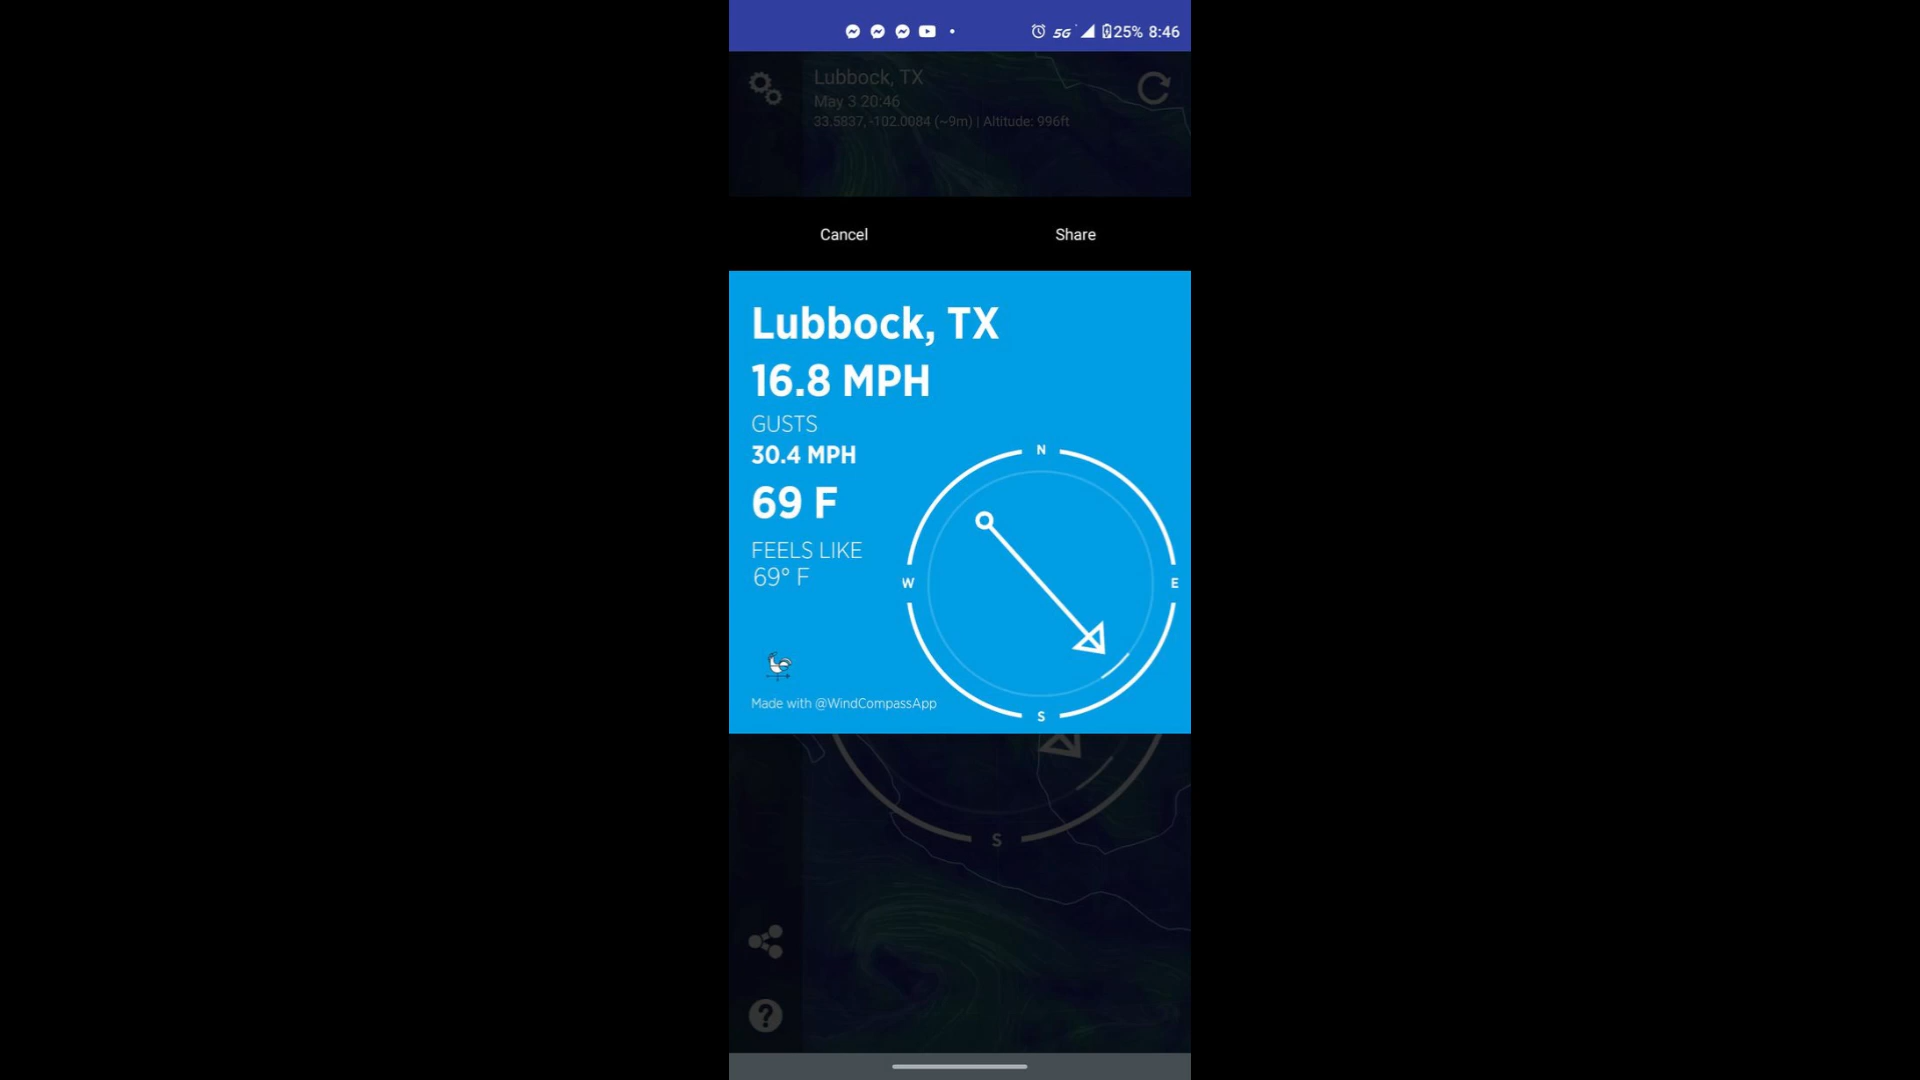 5G 25% 8:46
Lubbock, TX
May 3 20:46
33.5837, -102.0084 (~9m) | Altitude: 996ft
Cancel Share
Lubbock, TX
16.8 MPH
GUSTS
30.4 MPH
69 F
FEELS LIKE
69° F
N
W E
S
Made with @WindCompassApp
S
?